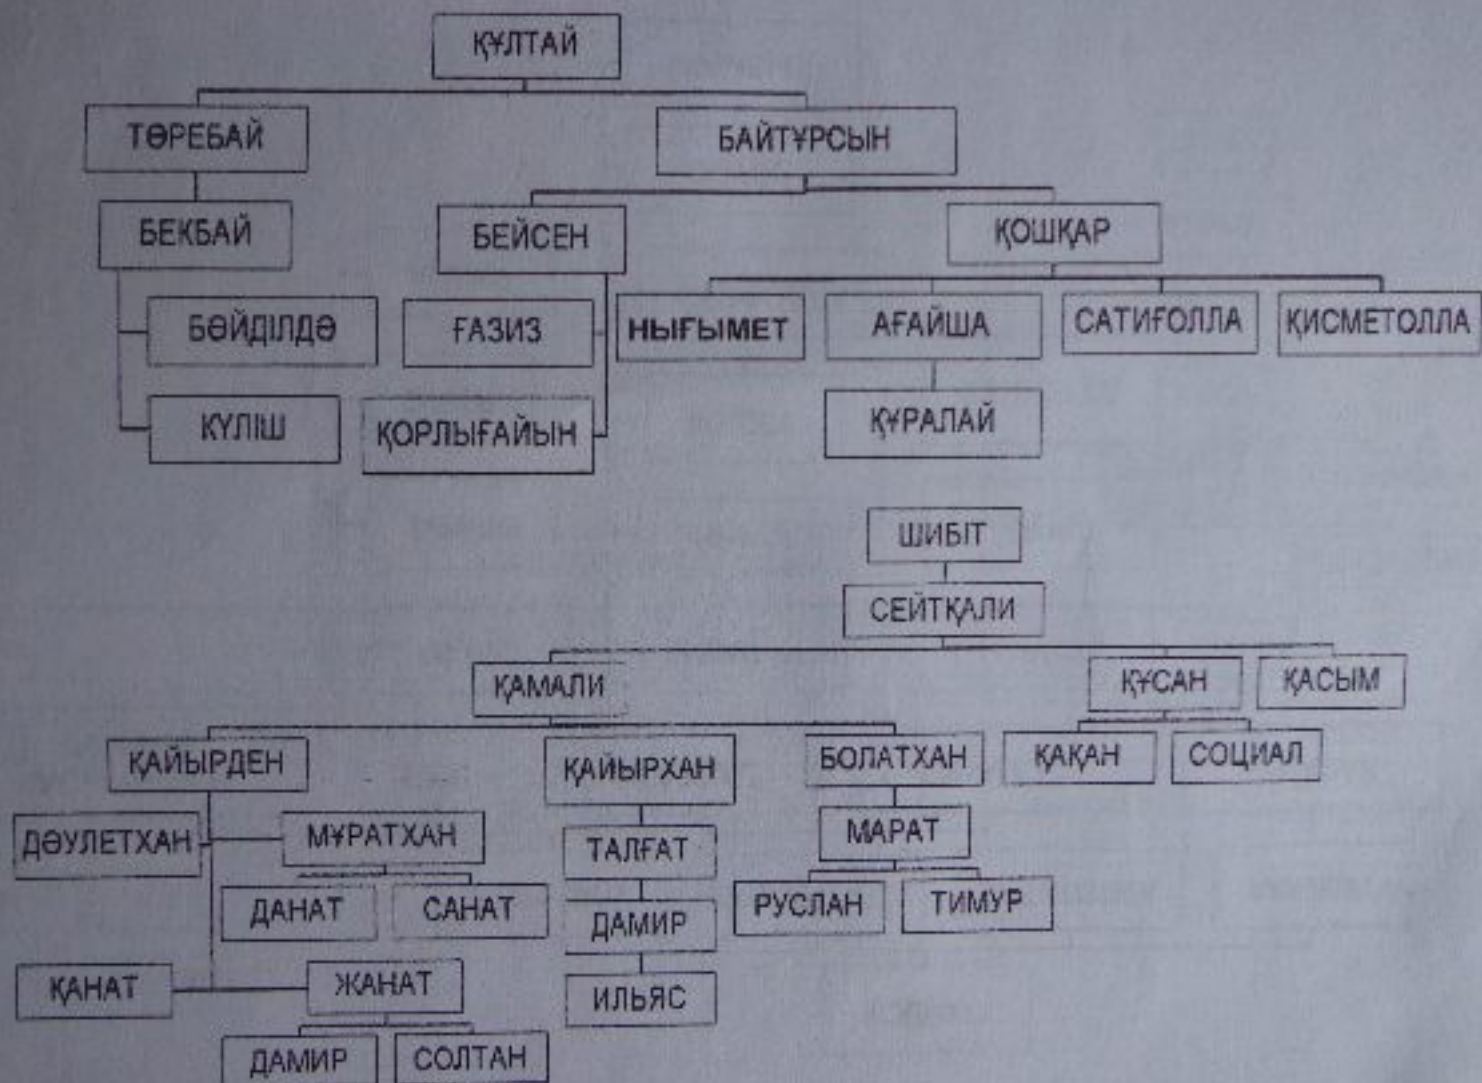 ҚҰЛТАЙ
ТӨРЕБАЙ БАЙТҰРСЫН
БЕКБАЙ БЕЙСЕН ҚОШҚАР
БӘЙДІЛДӘ ҒАЗИЗ НЫҒЫМЕТ АҒАЙША САТИҒОЛЛА ҚИСМЕТОЛЛА
КҮЛІШ ҚОРЛЫҒАЙЫН ҚҰРАЛАЙ
ШИБІТ
СЕЙТҚАЛИ
ҚАМАЛИ ҚҰСАН ҚАСЫМ
ҚАЙЫРДЕН ҚАЙЫРХАН БОЛАТХАН ҚАҚАН СОЦИАЛ
ДӘУЛЕТХАН МҰРАТХАН ТАЛҒАТ МАРАТ
ДАНАТ САНАТ ДАМИР РУСЛАН ТИМУР
ҚАНАТ ЖАНАТ ИЛЬЯС
ДАМИР СОЛТАН